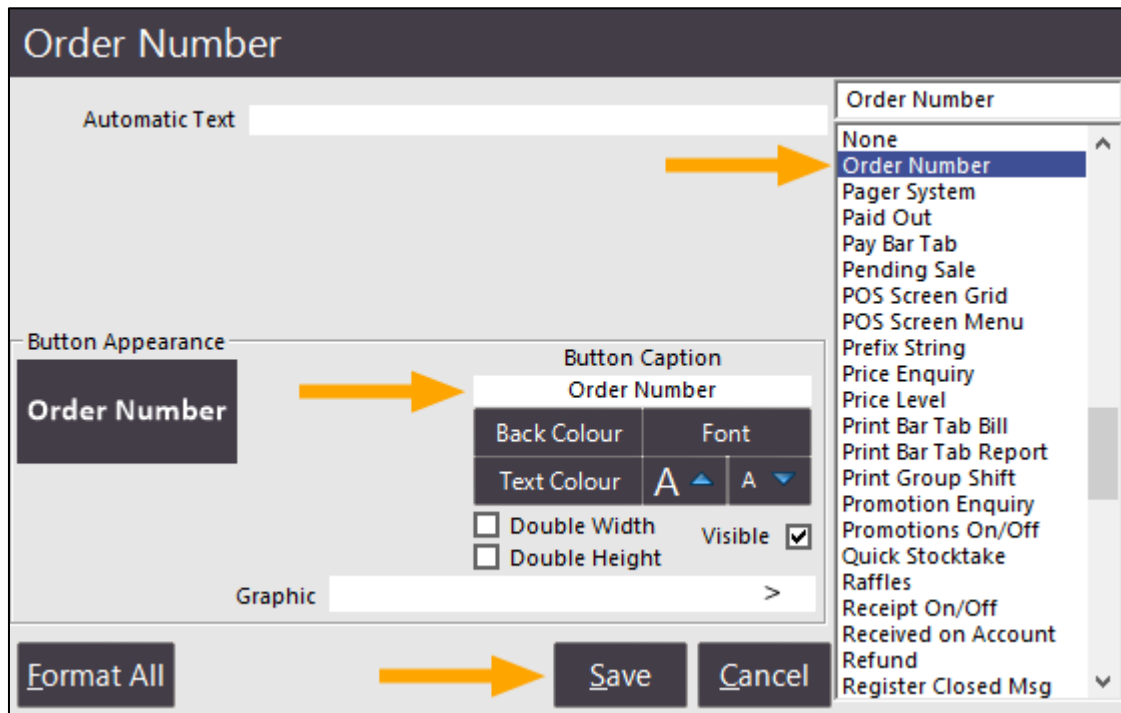 Order Number
Automatic Text
Order Number
None
Order Number
Pager System
Paid Out
Pay Bar Tab
Pending Sale
POS Screen Grid
POS Screen Menu
Prefix String
Price Enquiry
Price Level
Print Bar Tab Bill
Print Bar Tab Report
Print Group Shift
Promotion Enquiry
Promotions On/Off
Quick Stocktake
Raffles
Receipt On/Off
Received on Account
Refund
Register Closed Msg
Button Appearance
Order Number
Button Caption
Order Number
Back Colour Font
Text Colour A A
Double Width Visible
Double Height
Graphic >
Format All Save Cancel